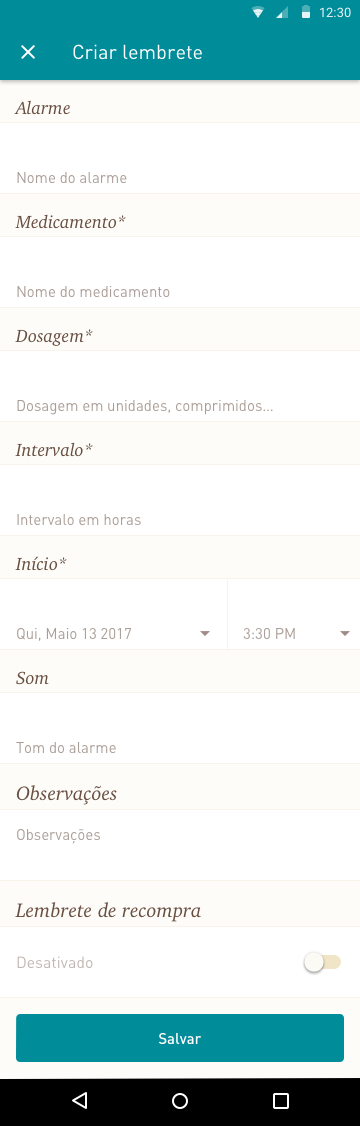 12:30
Criar lembrete
Alarme
Nome do alarme
Medicamento*
Nome do medicamento
Dosagem*
Dosagem em unidades, comprimidos...
Intervalo*
Intervalo em horas
Início*
Qui, Maio 13 2017 3:30 PM
Som
Tom do alarme
Observações
Observações
Lembrete de recompra
Desativado
Salvar